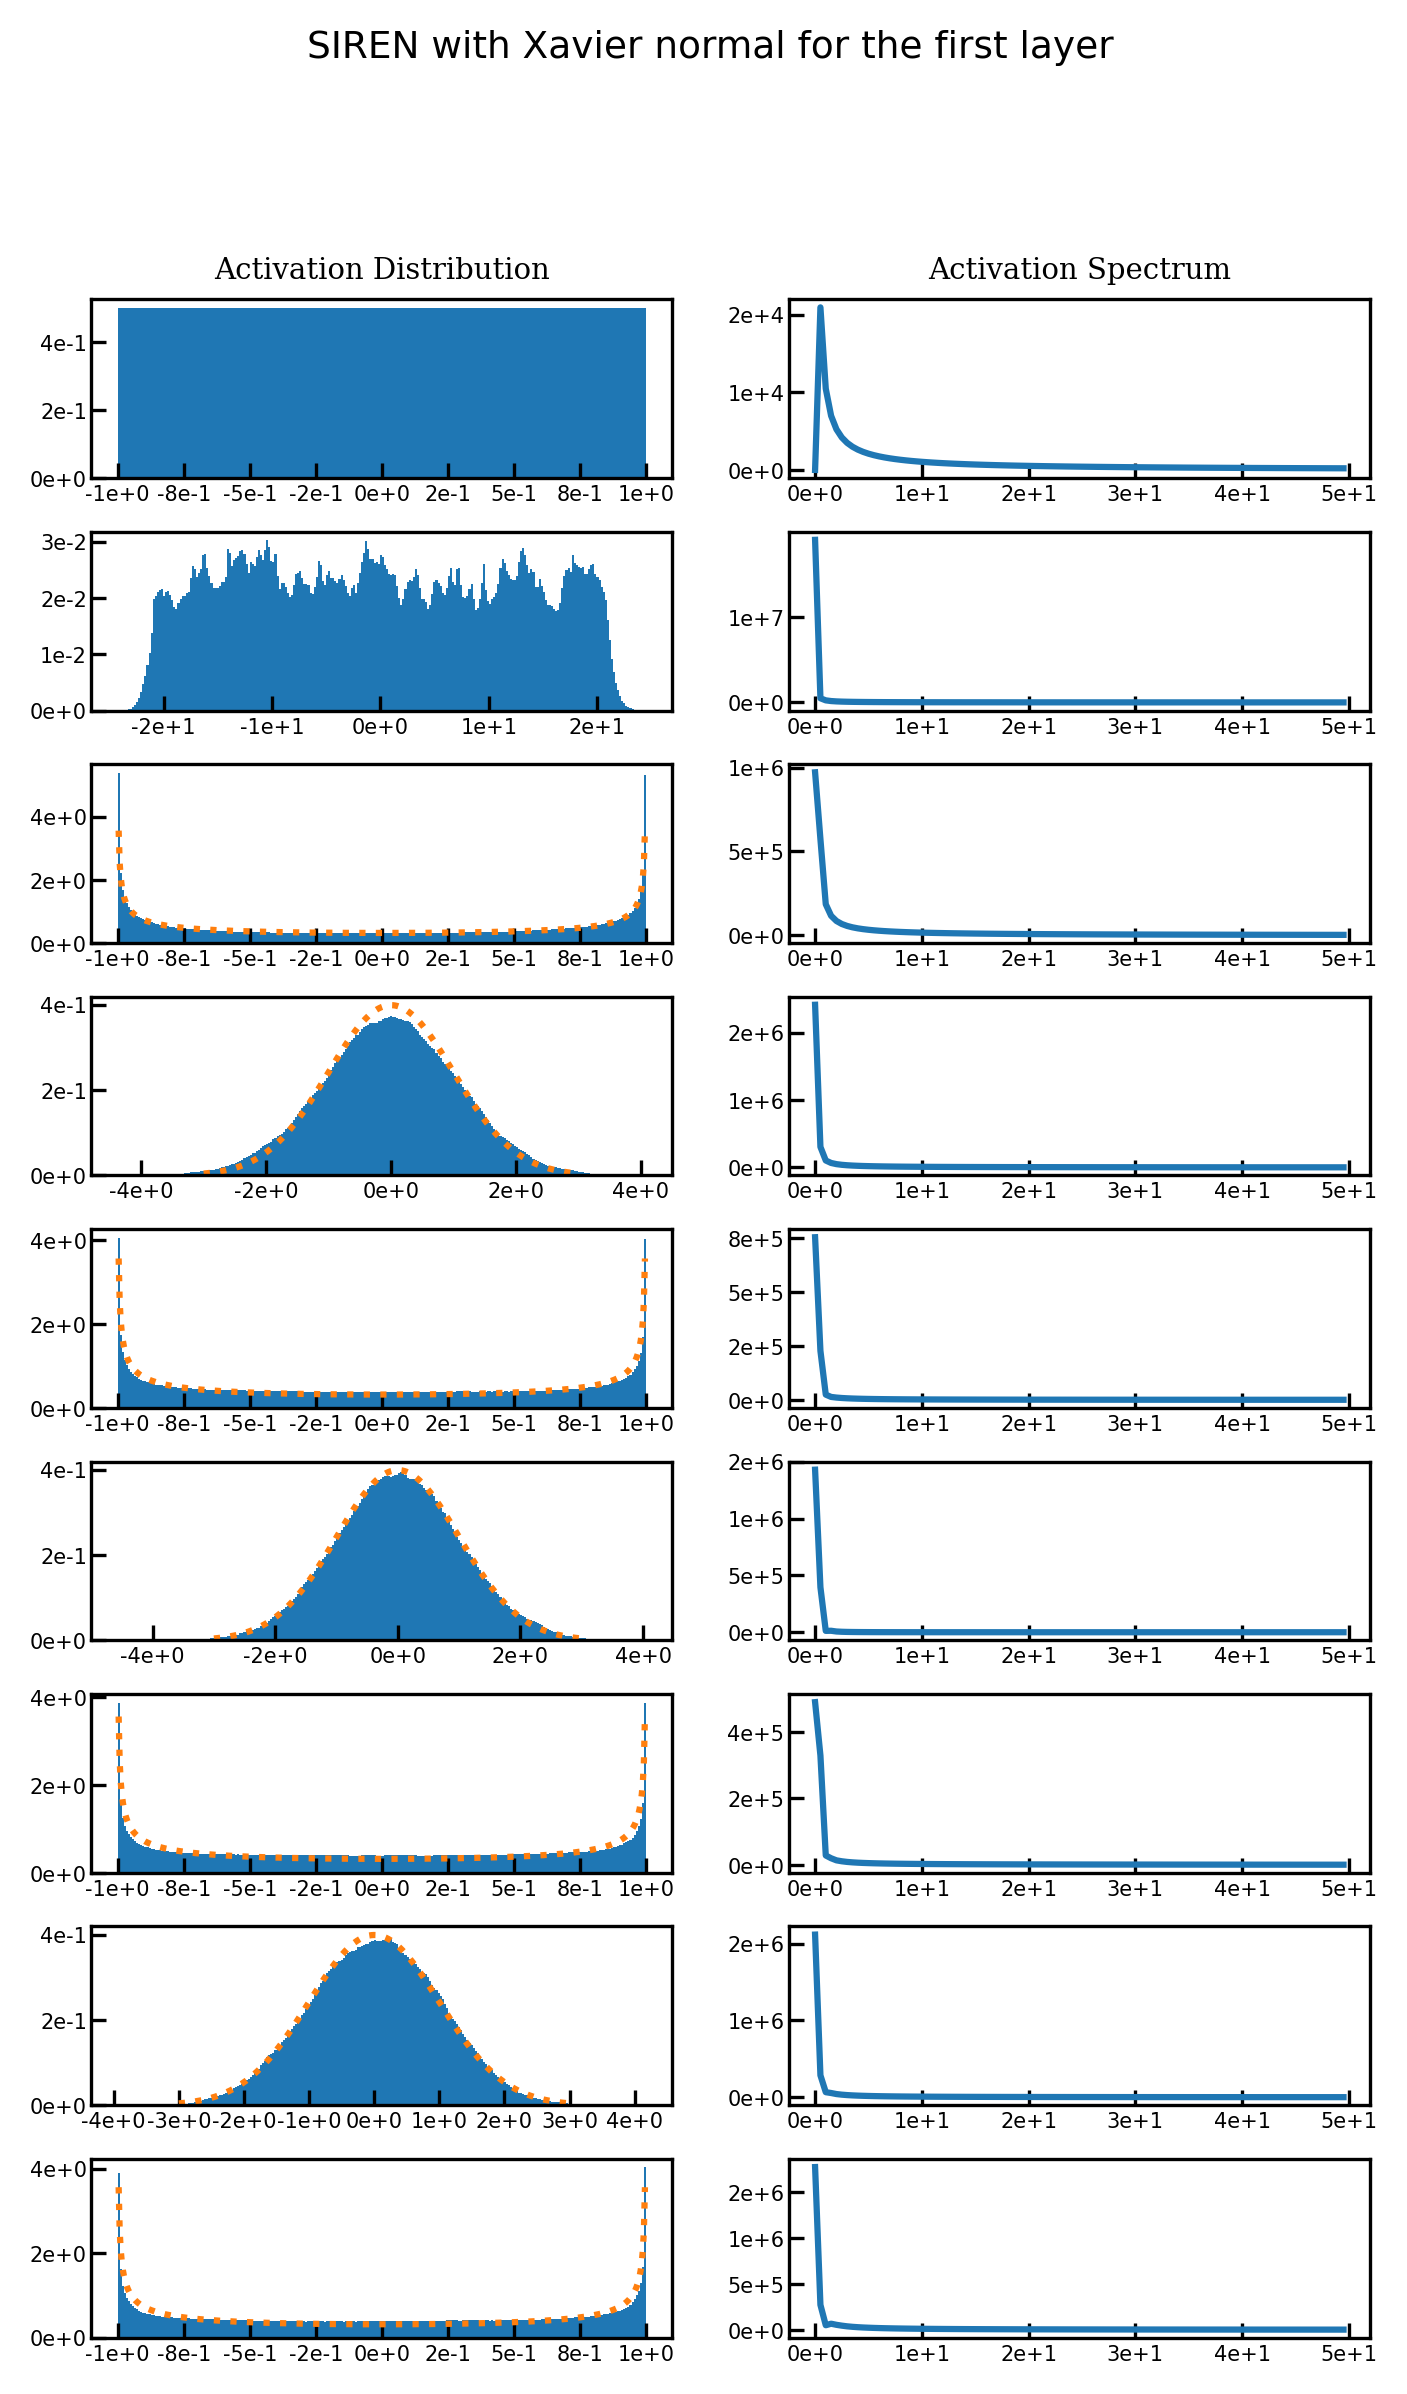 SIREN with Xavier normal for the first layer
Activation Distribution
Activation Spectrum
4e-1
2e-1
0e+0
-1e+0 -8e-1 -5e-1 -2e-1 0e+0 2e-1 5e-1 8e-1 1e+0
2e+4
1e+4
0e+0
0e+0 1e+1 2e+1 3e+1 4e+1 5e+1
3e-2
2e-2
1e-2
0e+0
-2e+1 -1e+1 0e+0 1e+1 2e+1
1e+7
0e+0
0e+0 1e+1 2e+1 3e+1 4e+1 5e+1
4e+0
2e+0
0e+0
-1e+0 -8e-1 -5e-1 -2e-1 0e+0 2e-1 5e-1 8e-1 1e+0
1e+6
5e+5
0e+0
0e+0 1e+1 2e+1 3e+1 4e+1 5e+1
4e-1
2e-1
0e+0
-4e+0 -2e+0 0e+0 2e+0 4e+0
2e+6
1e+6
0e+0
0e+0 1e+1 2e+1 3e+1 4e+1 5e+1
4e+0
2e+0
0e+0
-1e+0 -8e-1 -5e-1 -2e-1 0e+0 2e-1 5e-1 8e-1 1e+0
8e+5
5e+5
2e+5
0e+0
0e+0 1e+1 2e+1 3e+1 4e+1 5e+1
4e-1
2e-1
0e+0
-4e+0 -2e+0 0e+0 2e+0 4e+0
2e+6
1e+6
5e+5
0e+0
0e+0 1e+1 2e+1 3e+1 4e+1 5e+1
4e+0
2e+0
0e+0
-1e+0 -8e-1 -5e-1 -2e-1 0e+0 2e-1 5e-1 8e-1 1e+0
4e+5
2e+5
0e+0
0e+0 1e+1 2e+1 3e+1 4e+1 5e+1
4e-1
2e-1
0e+0
-4e+0 -3e+0 -2e+0 -1e+0 0e+0 1e+0 2e+0 3e+0 4e+0
2e+6
1e+6
0e+0
0e+0 1e+1 2e+1 3e+1 4e+1 5e+1
4e+0
2e+0
0e+0
-1e+0 -8e-1 -5e-1 -2e-1 0e+0 2e-1 5e-1 8e-1 1e+0
2e+6
1e+6
5e+5
0e+0
0e+0 1e+1 2e+1 3e+1 4e+1 5e+1